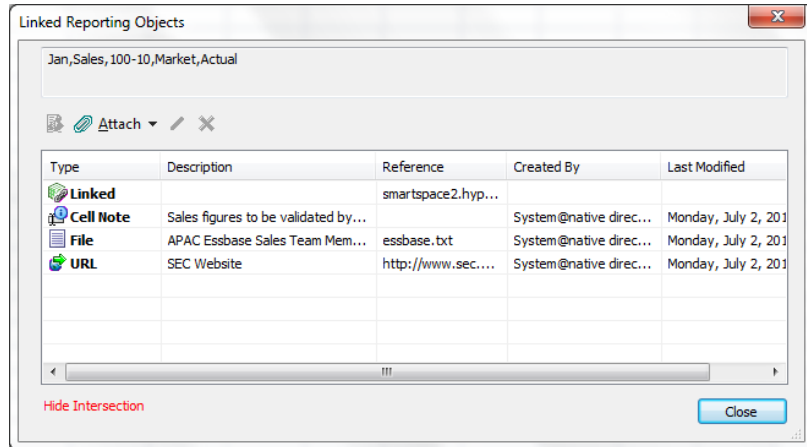 Linked Reporting Objects
Jan,Sales,100-10,Market,Actual
Attach
Type Description Reference Created By Last Modified
Linked smartspace2.hyp...
Cell Note Sales figures to be validated by... System@native direc... Monday, July 2, 201
File APAC Essbase Sales Team Mem... essbase.txt System@native direc... Monday, July 2, 201
URL SEC Website http://www.sec.... System@native direc... Monday, July 2, 201
Hide Intersection
Close